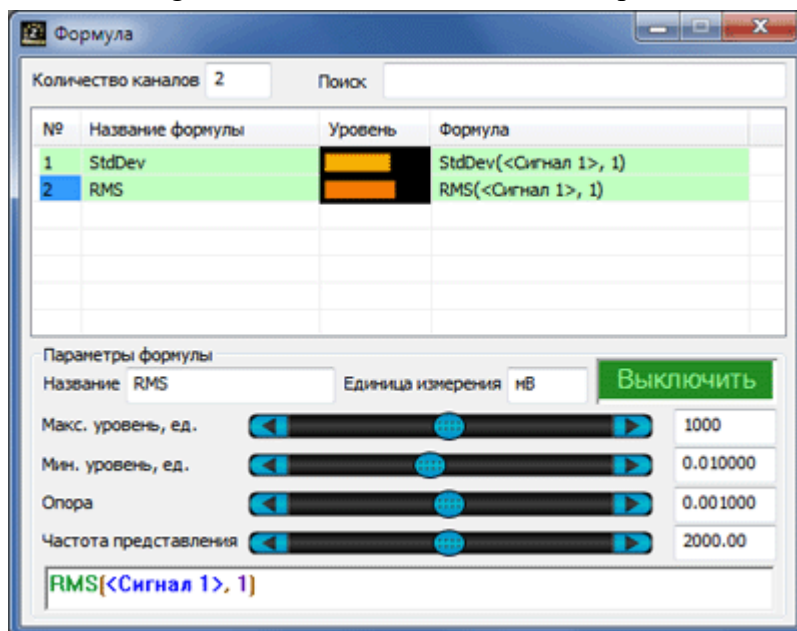 Формула
Количество каналов 2 Поиск
№ Название формулы Уровень Формула
1 StdDev StdDev(<Сигнал 1>, 1)
2 RMS RMS(<Сигнал 1>, 1)
Параметры формулы
Название RMS Единица измерения мВ Выключить
Макс. уровень, ед. 1000
Мин. уровень, ед. 0.010000
Опора 0.001000
Частота представления 2000.00
RMS(<Сигнал 1>, 1)